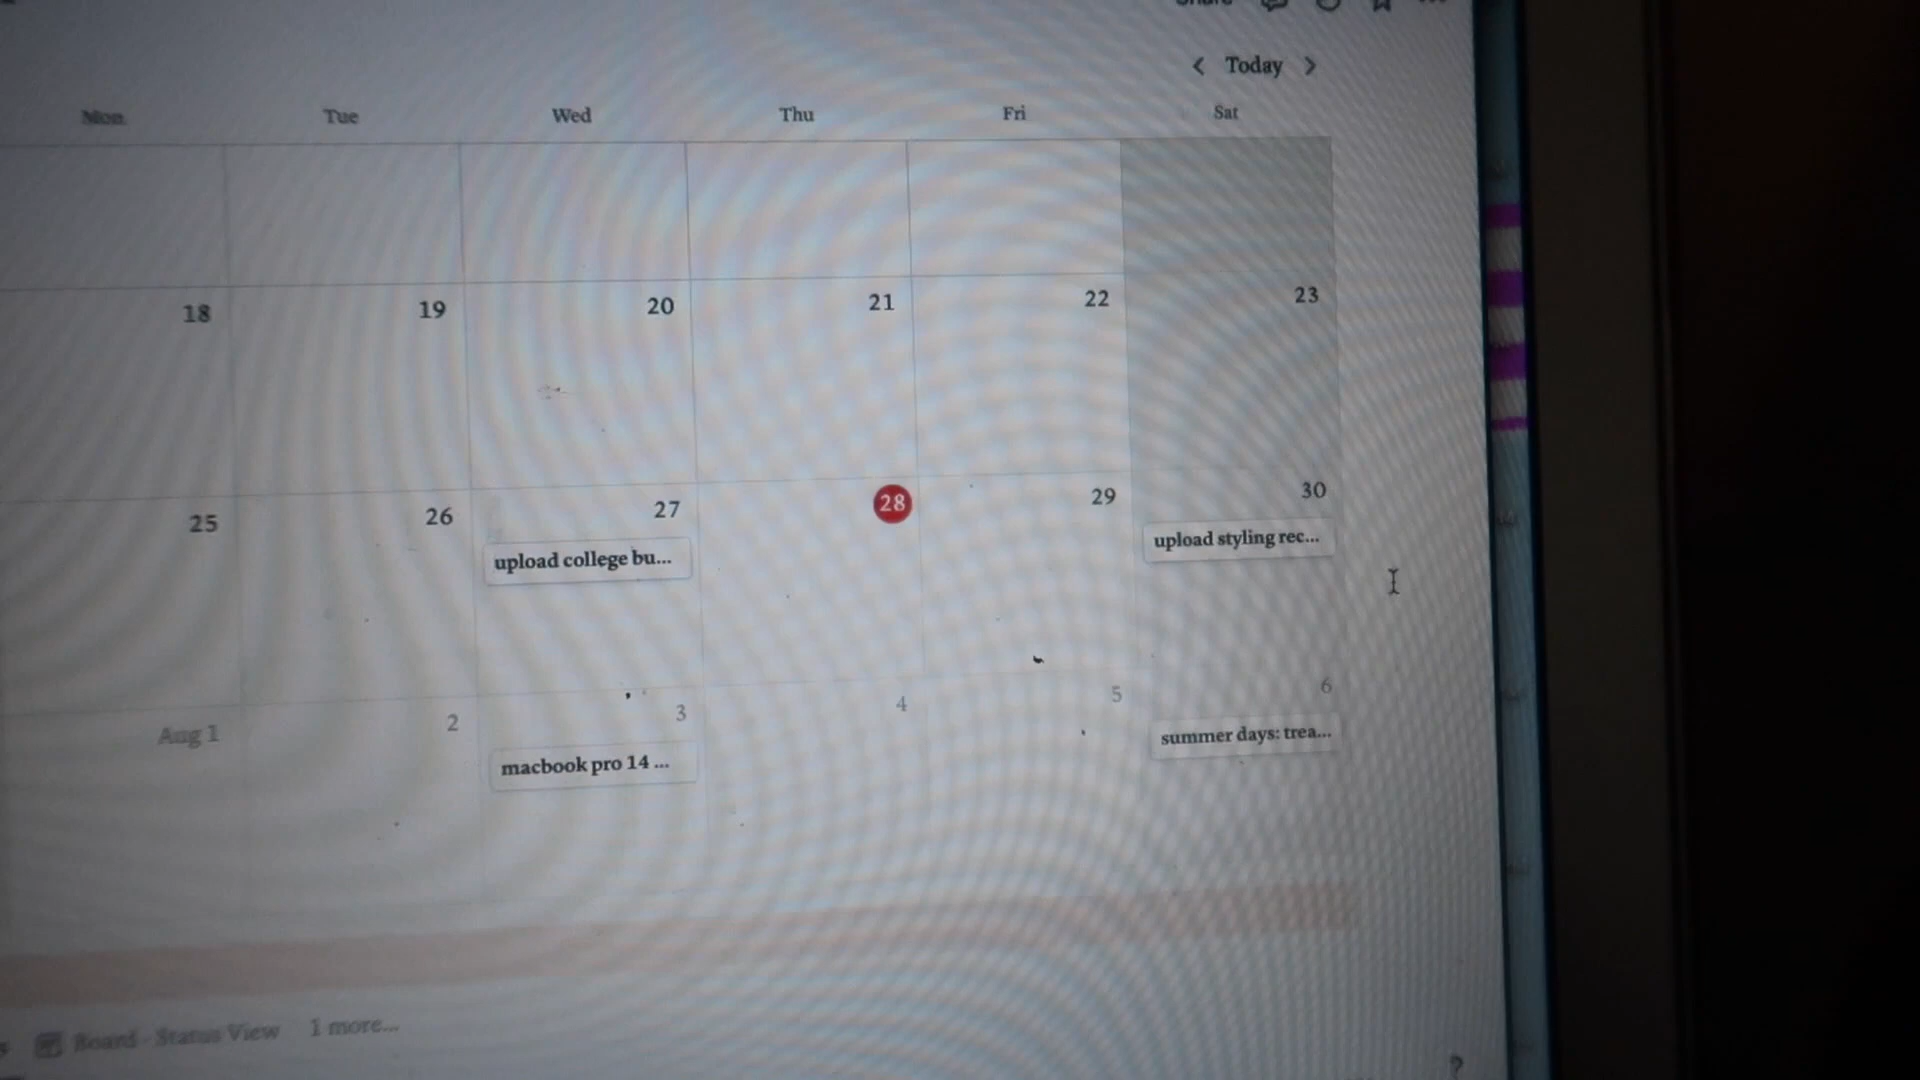 Share
Today
Mon Tue Wed Thu Fri Sat
18 19 20 21 22 23
25 26 27 28 29 30
upload college bu... upload styling rec...
Aug 1 2 3 4 5 6
macbook pro 14 ... summer days: trea...
Board - Status View 1 more...
?